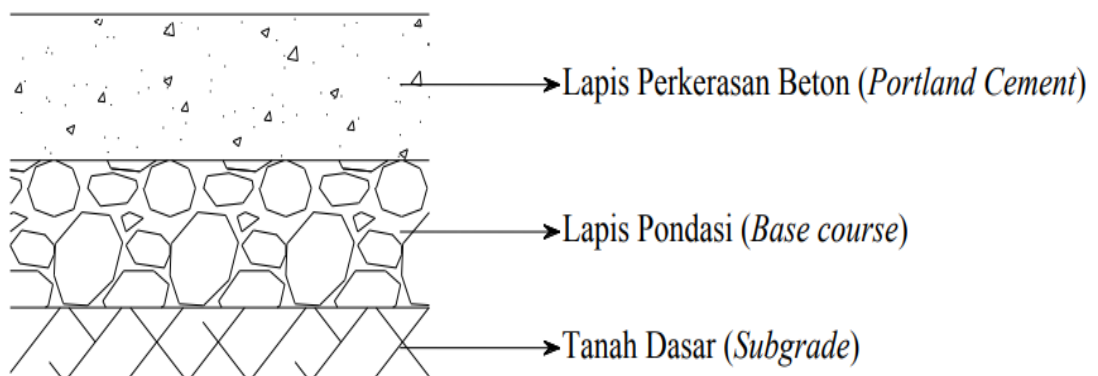 Lapis Perkerasan Beton (Portland Cement)
Lapis Pondasi (Base course)
Tanah Dasar (Subgrade)